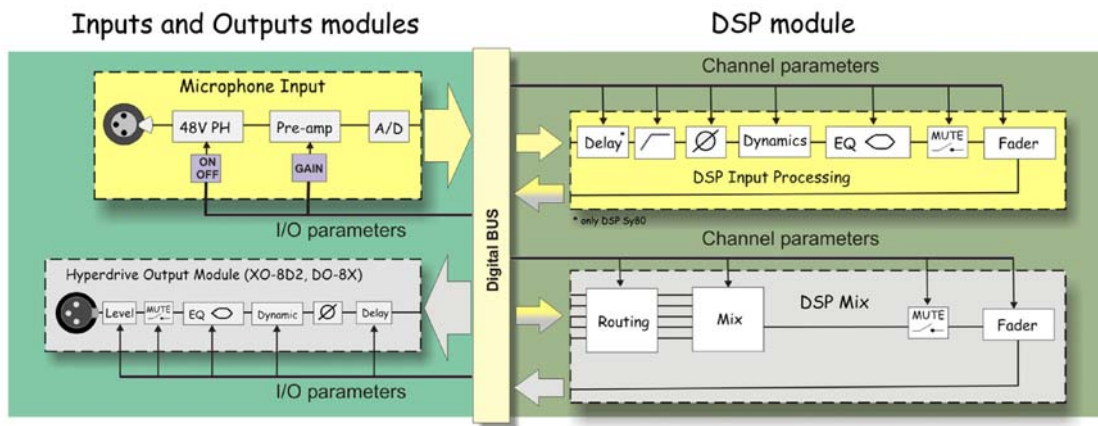 Inputs and Outputs modules
DSP module
Microphone Input
48V PH
Pre-amp
A/D
ON
OFF
GAIN
I/O parameters
Hyperdrive Output Module (XO-8D2, DO-8X)
Level
MUTE
EQ
Dynamic
Delay
I/O parameters
Digital BUS
Channel parameters
Delay*
Dynamics
EQ
MUTE
Fader
DSP Input Processing
* only DSP Sy80
Channel parameters
DSP Mix
Routing
Mix
MUTE
Fader